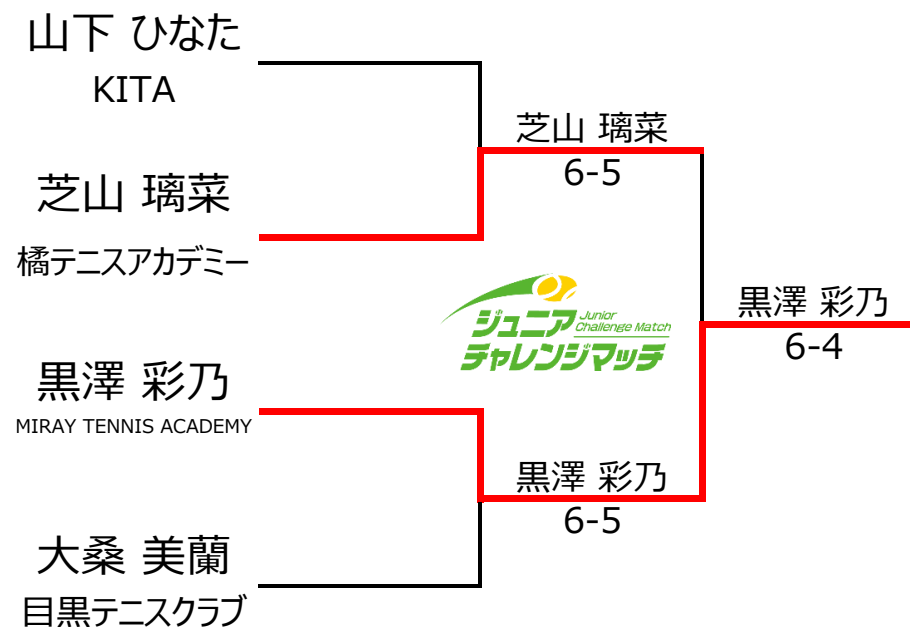 山下 ひなた
KITA
芝山 璃菜
6-5
芝山 璃菜
橘テニスアカデミー
ジュニア Junior Challenge Match
チャレンジマッチ
黒澤 彩乃
6-4
黒澤 彩乃
MIRAY TENNIS ACADEMY
黒澤 彩乃
6-5
大桑 美蘭
目黒テニスクラブ